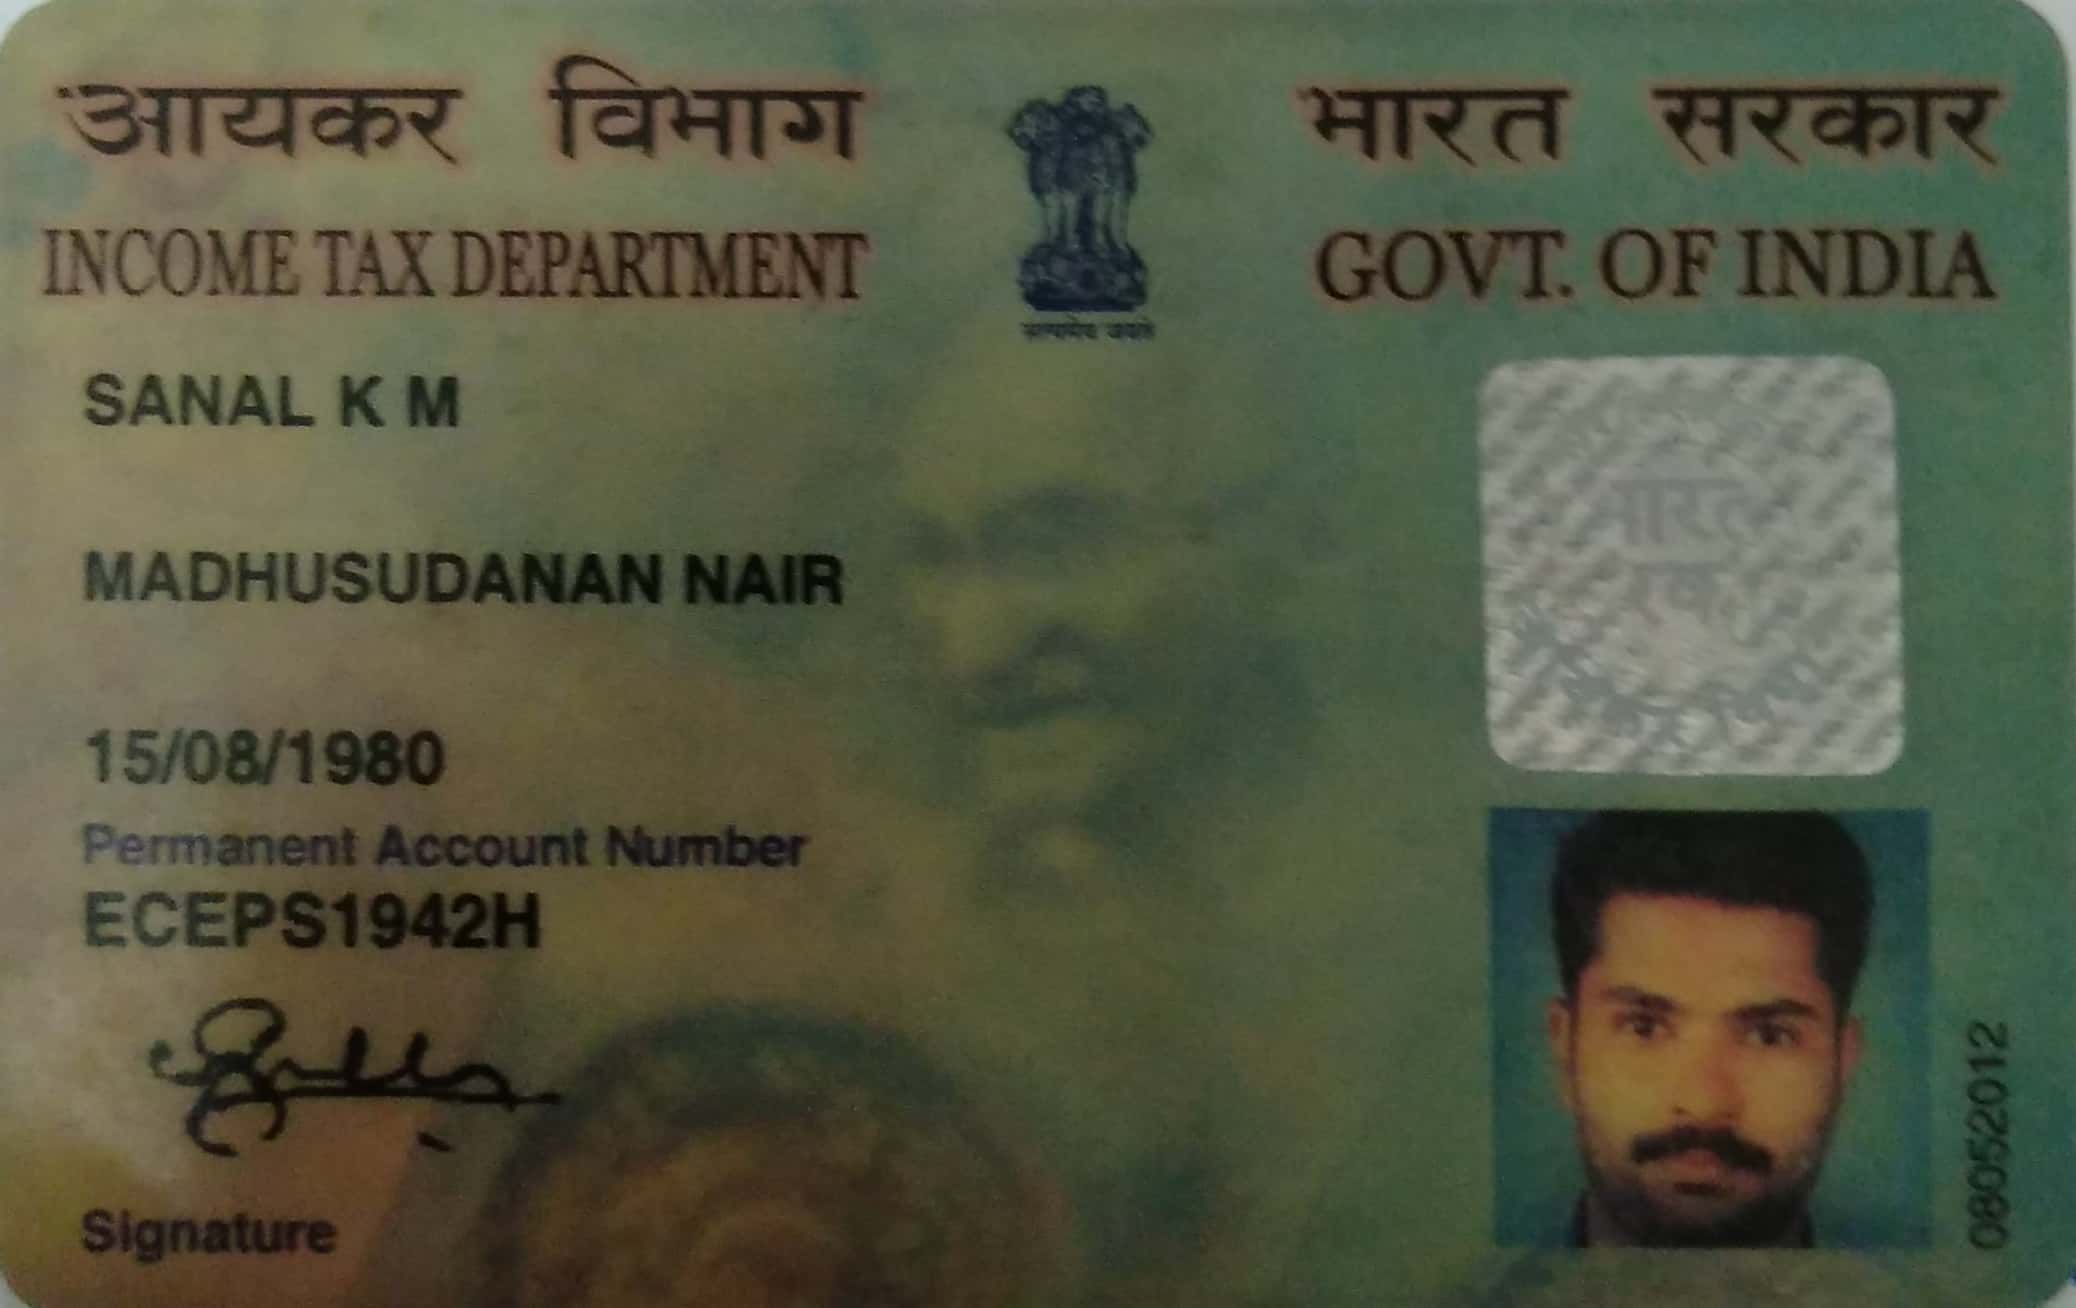 आयकर विभाग
भारत सरकार
INCOME TAX DEPARTMENT
GOVT. OF INDIA
सत्यमेव जयते
SANAL K M
MADHUSUDANAN NAIR
15/08/1980
Permanent Account Number
ECEPS1942H
Signature
भारत
08052012